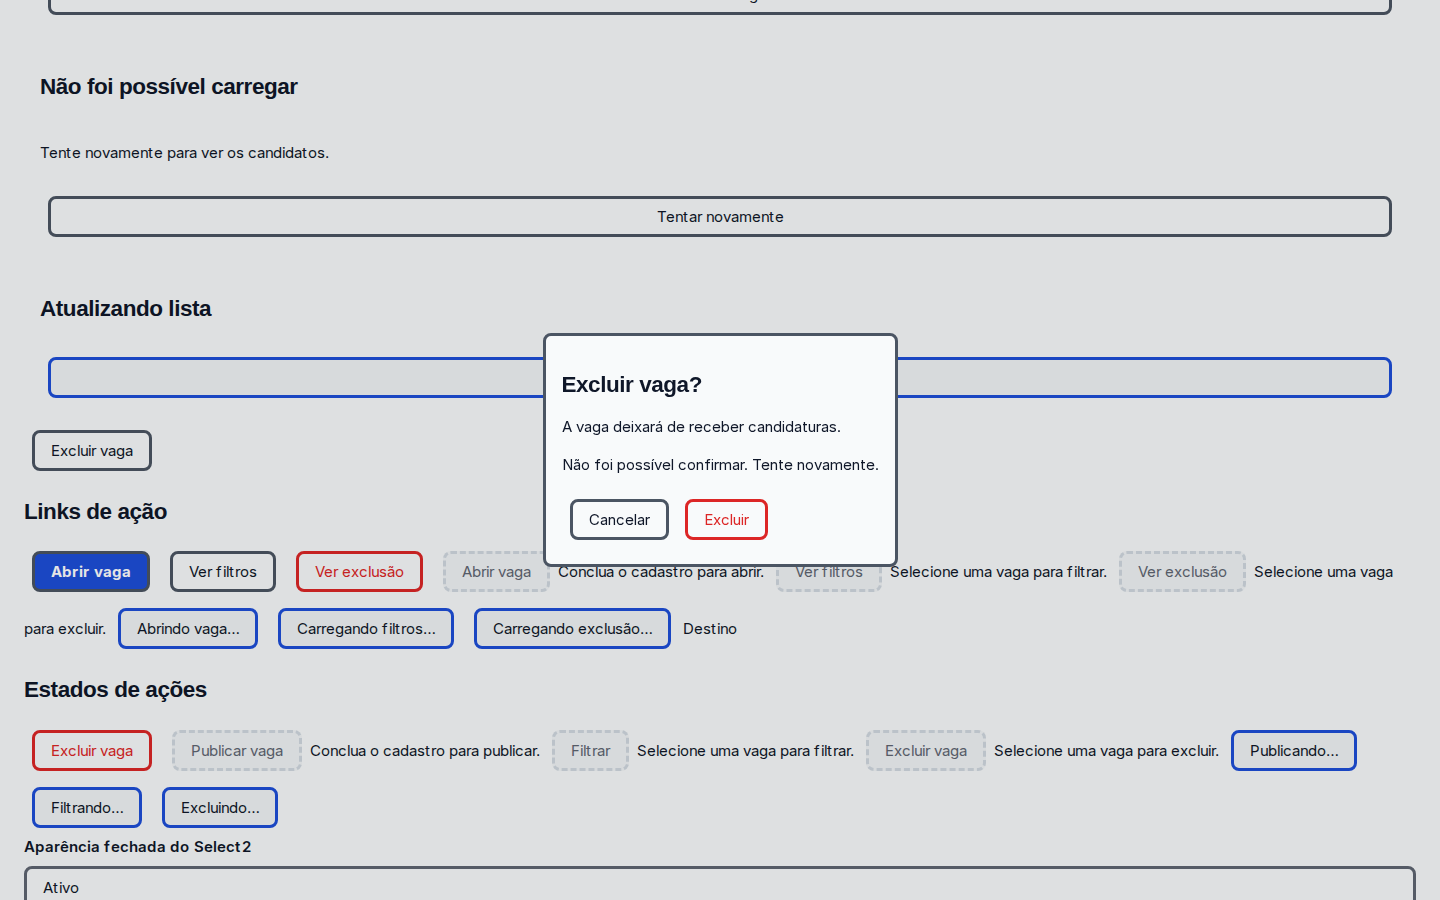 Não foi possível carregar
Tente novamente para ver os candidatos.
Tentar novamente
Atualizando lista
Excluir vaga?
A vaga deixará de receber candidaturas.
Não foi possível confirmar. Tente novamente.
Cancelar Excluir
Excluir vaga
Links de ação
Abrir vaga Ver filtros Ver exclusão Abrir vaga Conclua o cadastro para abrir. Ver filtros Selecione uma vaga para filtrar. Ver exclusão Selecione uma vaga
para excluir. Abrindo vaga... Carregando filtros... Carregando exclusão... Destino
Estados de ações
Excluir vaga Publicar vaga Conclua o cadastro para publicar. Filtrar Selecione uma vaga para filtrar. Excluir vaga Selecione uma vaga para excluir. Publicando...
Filtrando... Excluindo...
Aparência fechada do Select2
Ativo